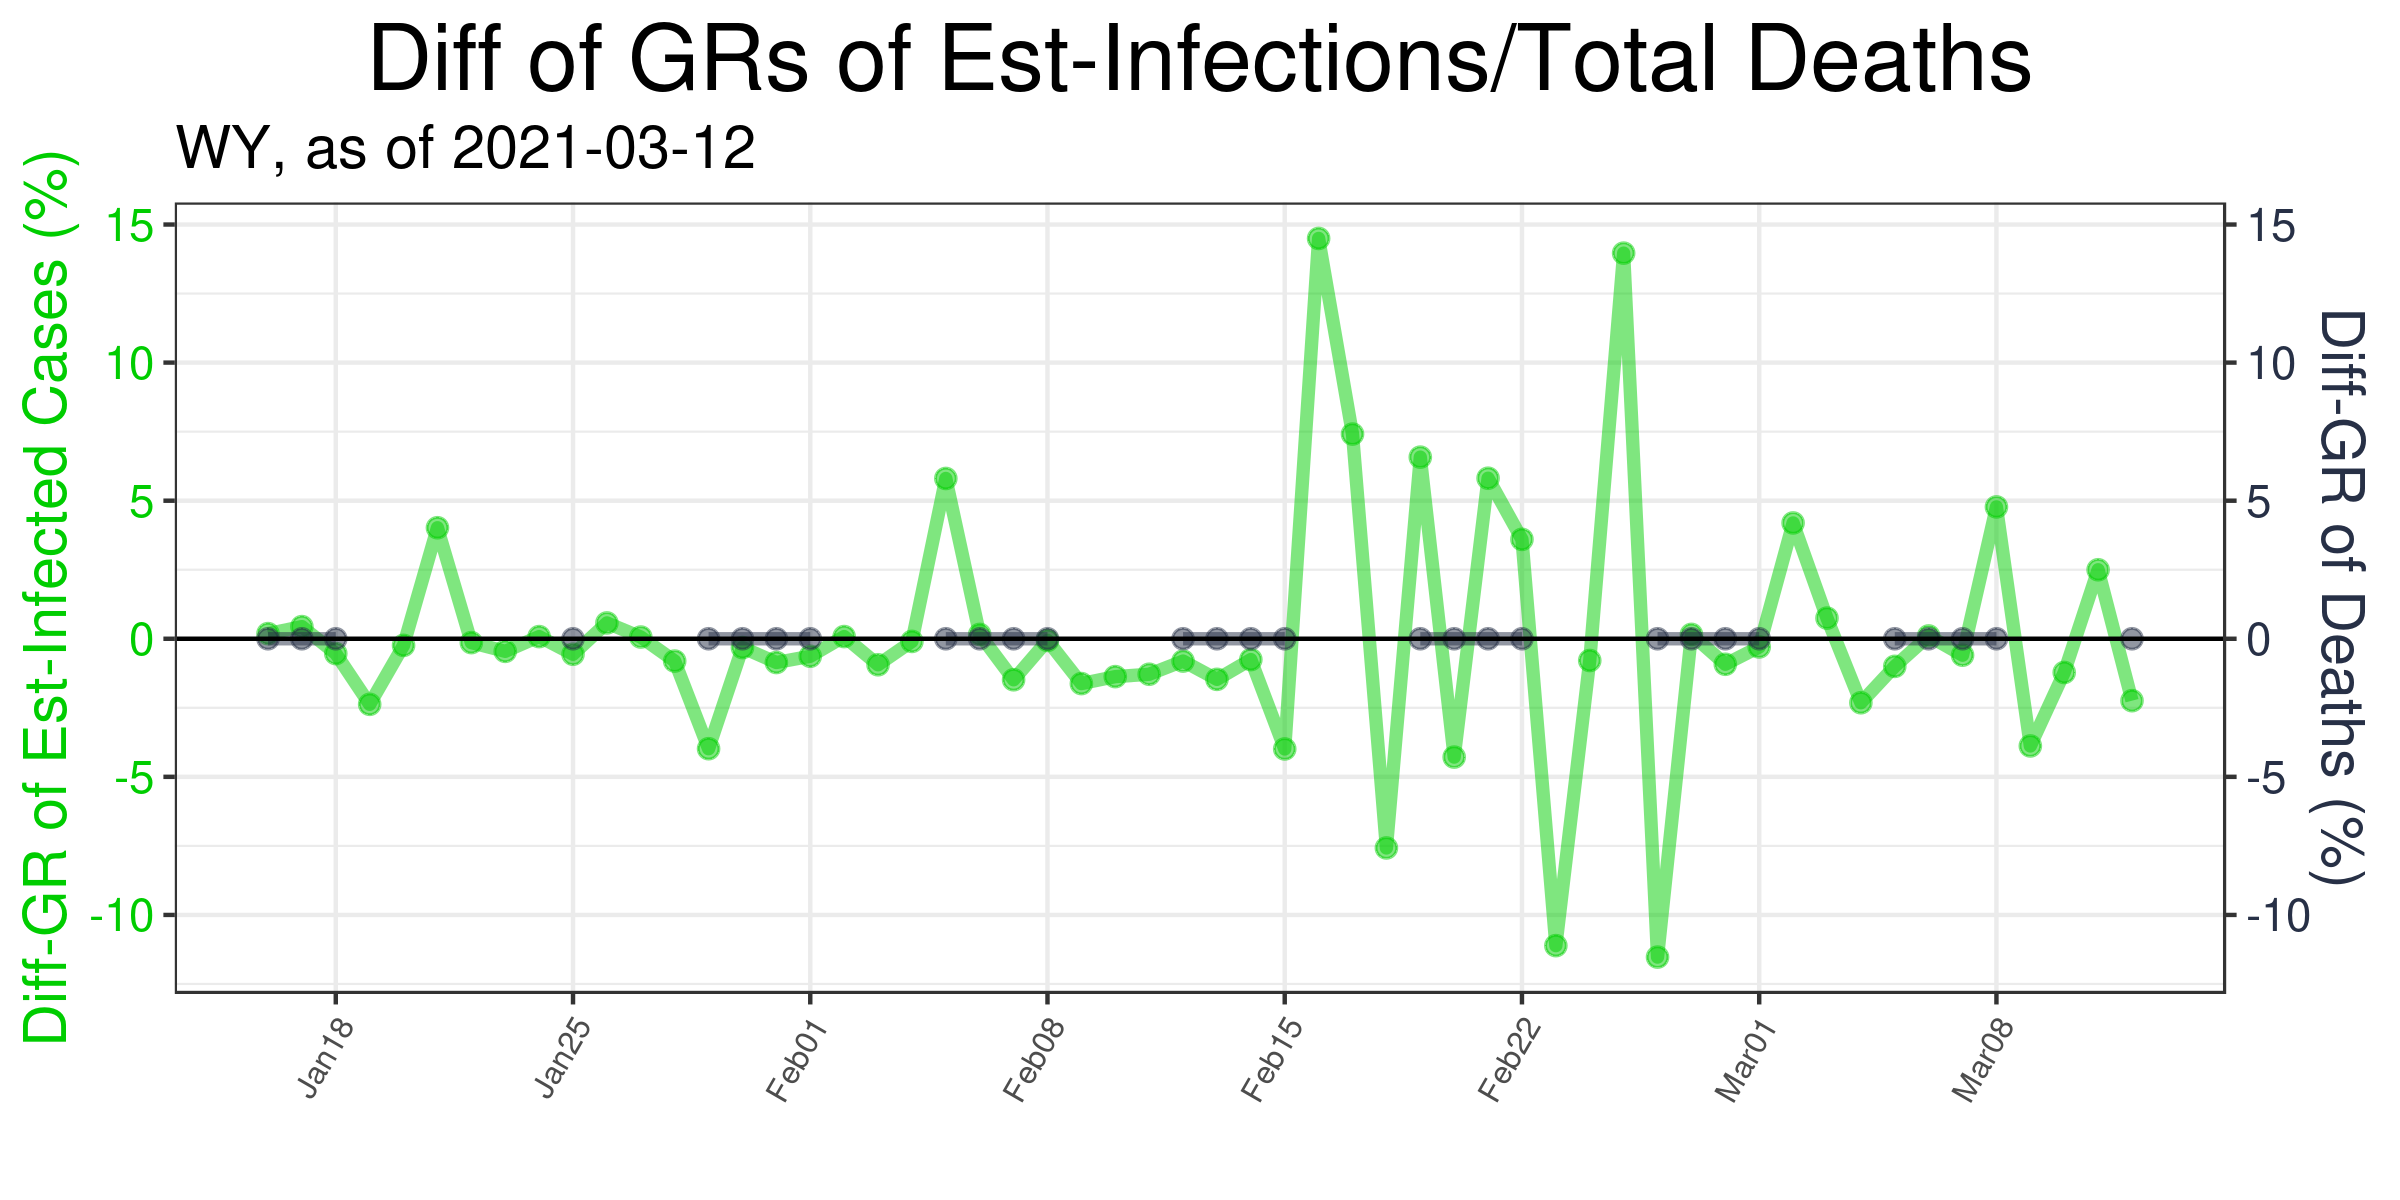 Diff of GRs of Est-Infections/Total Deaths
WY, as of 2021-03-12
Diff-GR of Est-Infected Cases (%)
15
10
5
0
-5
-10
15
10
5
0
-5
-10
Diff-GR of Deaths (%)
Jan18
Jan25
Feb01
Feb08
Feb15
Feb22
Mar01
Mar08